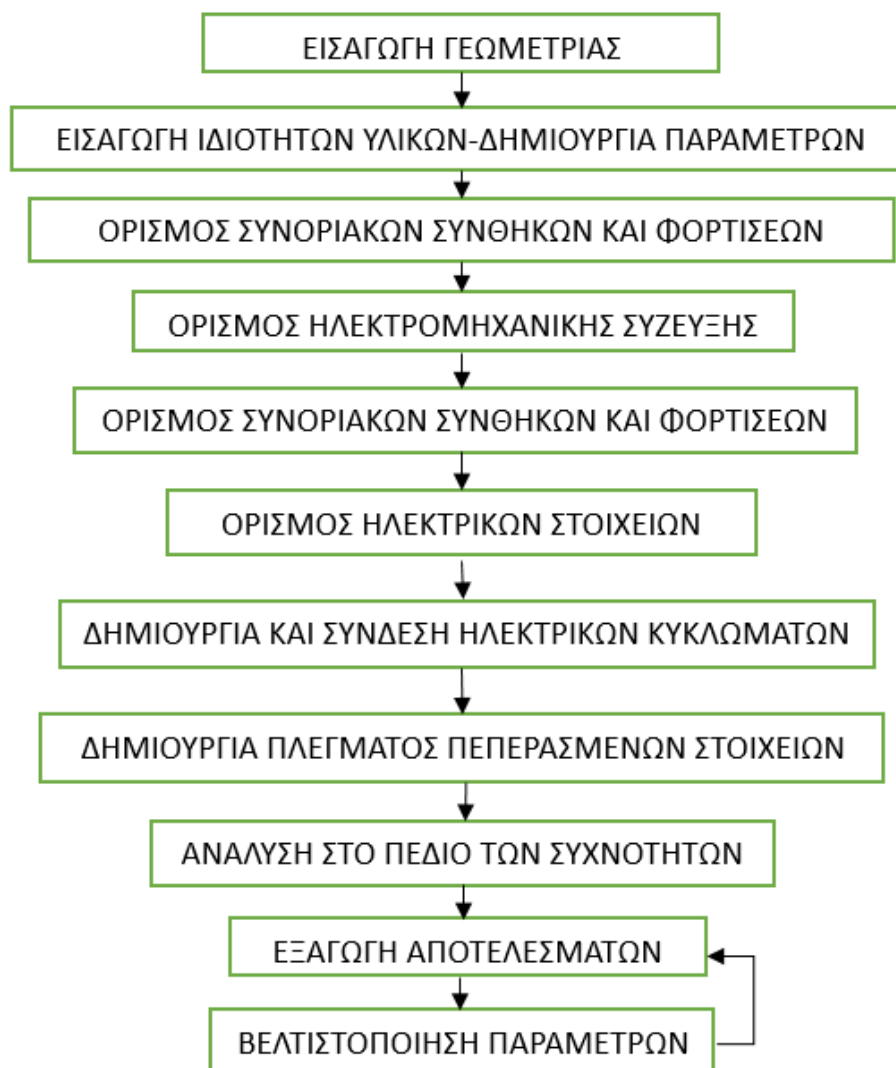 ΕΙΣΑΓΩΓΗ ΓΕΩΜΕΤΡΙΑΣ
ΕΙΣΑΓΩΓΗ ΙΔΙΟΤΗΤΩΝ ΥΛΙΚΩΝ-ΔΗΜΙΟΥΡΓΙΑ ΠΑΡΑΜΕΤΡΩΝ
ΟΡΙΣΜΟΣ ΣΥΝΟΡΙΑΚΩΝ ΣΥΝΘΗΚΩΝ ΚΑΙ ΦΟΡΤΙΣΕΩΝ
ΟΡΙΣΜΟΣ ΗΛΕΚΤΡΟΜΗΧΑΝΙΚΗΣ ΣΥΖΕΥΞΗΣ
ΟΡΙΣΜΟΣ ΣΥΝΟΡΙΑΚΩΝ ΣΥΝΘΗΚΩΝ ΚΑΙ ΦΟΡΤΙΣΕΩΝ
ΟΡΙΣΜΟΣ ΗΛΕΚΤΡΙΚΩΝ ΣΤΟΙΧΕΙΩΝ
ΔΗΜΙΟΥΡΓΙΑ ΚΑΙ ΣΥΝΔΕΣΗ ΗΛΕΚΤΡΙΚΩΝ ΚΥΚΛΩΜΑΤΩΝ
ΔΗΜΙΟΥΡΓΙΑ ΠΛΕΓΜΑΤΟΣ ΠΕΠΕΡΑΣΜΕΝΩΝ ΣΤΟΙΧΕΙΩΝ
ΑΝΑΛΥΣΗ ΣΤΟ ΠΕΔΙΟ ΤΩΝ ΣΥΧΝΟΤΗΤΩΝ
ΕΞΑΓΩΓΗ ΑΠΟΤΕΛΕΣΜΑΤΩΝ
ΒΕΛΤΙΣΤΟΠΟΙΗΣΗ ΠΑΡΑΜΕΤΡΩΝ